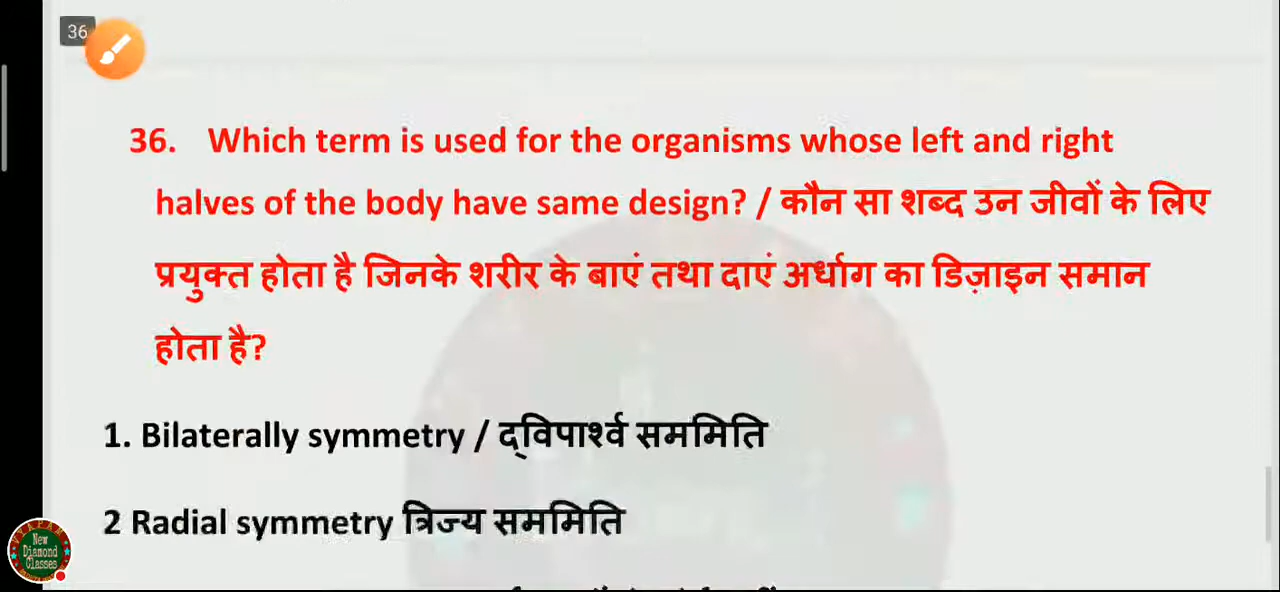 36
36. Which term is used for the organisms whose left and right
halves of the body have same design? / कौन सा शब्द उन जीवों के लिए
प्रयुक्त होता है जिनके शरीर के बाएं तथा दाएं अर्धाग का डिज़ाइन समान
होता है?
1. Bilaterally symmetry / द्विपार्श्व सममिति
2 Radial symmetry त्रिज्य सममिति
New
Diamond
Classes